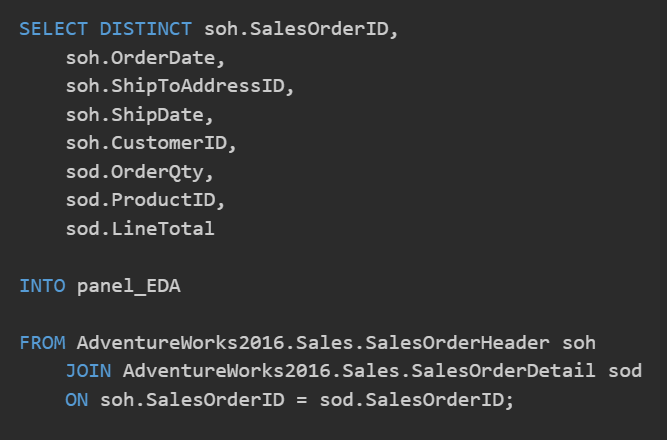 SELECT DISTINCT soh.SalesOrderID,
soh.OrderDate,
soh.ShipToAddressID,
soh.ShipDate,
soh.CustomerID,
sod.OrderQty,
sod.ProductID,
sod.LineTotal
INTO panel_EDA
FROM AdventureWorks2016.Sales.SalesOrderHeader soh
JOIN AdventureWorks2016.Sales.SalesOrderDetail sod
ON soh.SalesOrderID = sod.SalesOrderID;